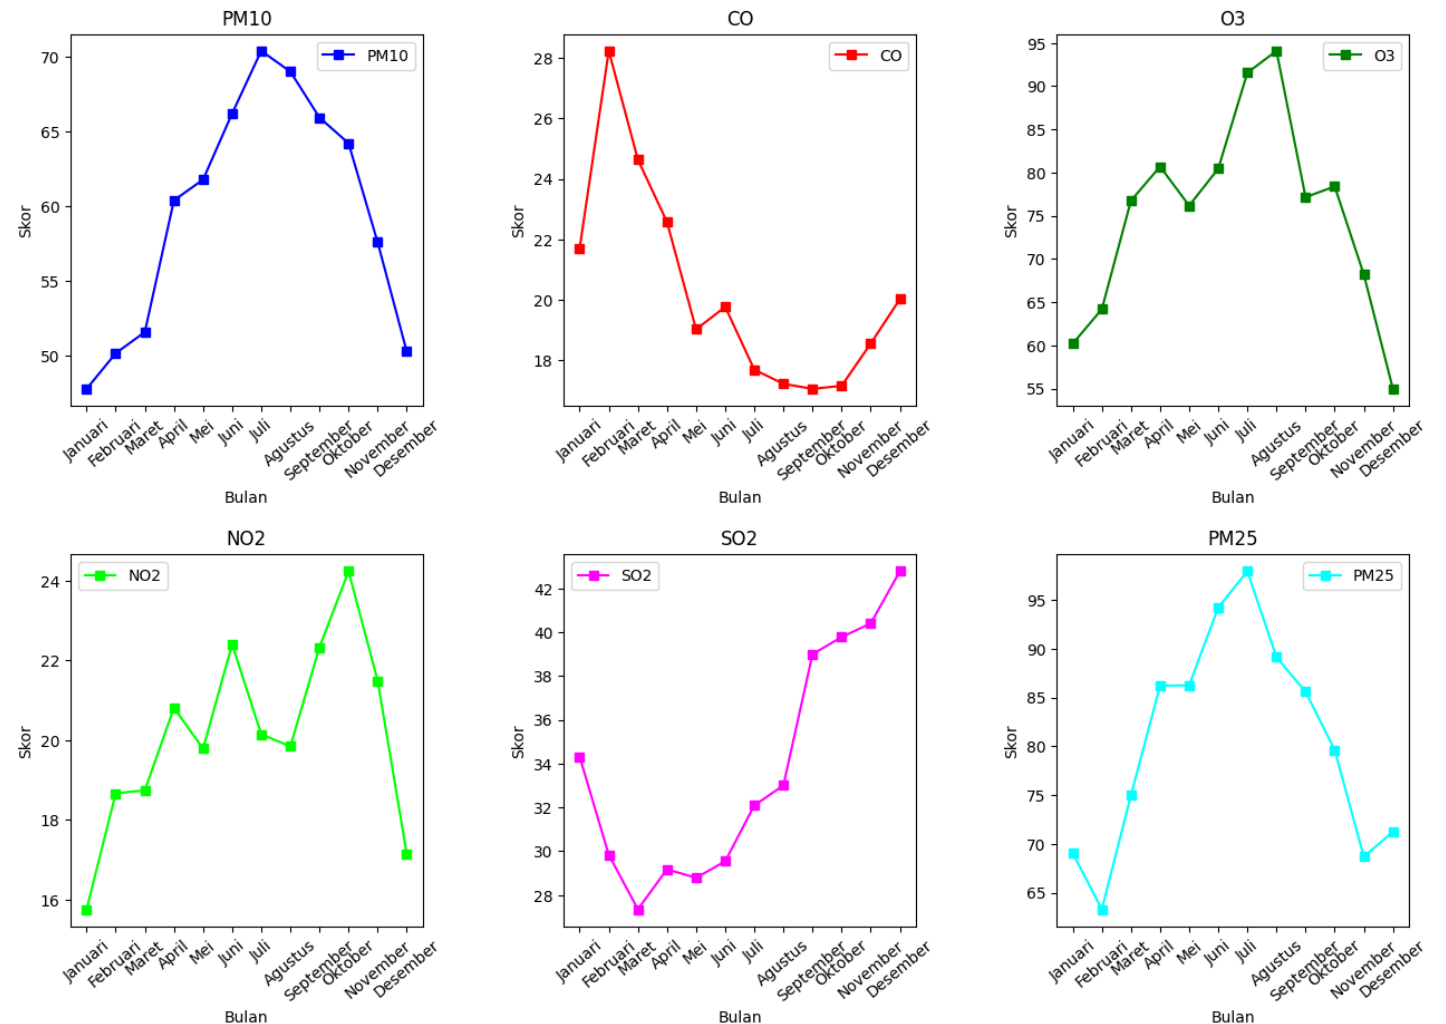 PM10
CO
O3
PM10
CO
O3
70
65
60
55
50
28
26
24
22
20
18
95
90
85
80
75
70
65
60
55
Skor
Skor
Skor
Januari Februari Maret April Mei Juni Juli Agustus September Oktober November Desember
Januari Februari Maret April Mei Juni Juli Agustus September Oktober November Desember
Januari Februari Maret April Mei Juni Juli Agustus September Oktober November Desember
Bulan
Bulan
Bulan
NO2
SO2
PM25
NO2
SO2
PM25
24
22
20
18
16
42
40
38
36
34
32
30
28
95
90
85
80
75
70
65
Skor
Skor
Skor
Januari Februari Maret April Mei Juni Juli Agustus September Oktober November Desember
Januari Februari Maret April Mei Juni Juli Agustus September Oktober November Desember
Januari Februari Maret April Mei Juni Juli Agustus September Oktober November Desember
Bulan
Bulan
Bulan